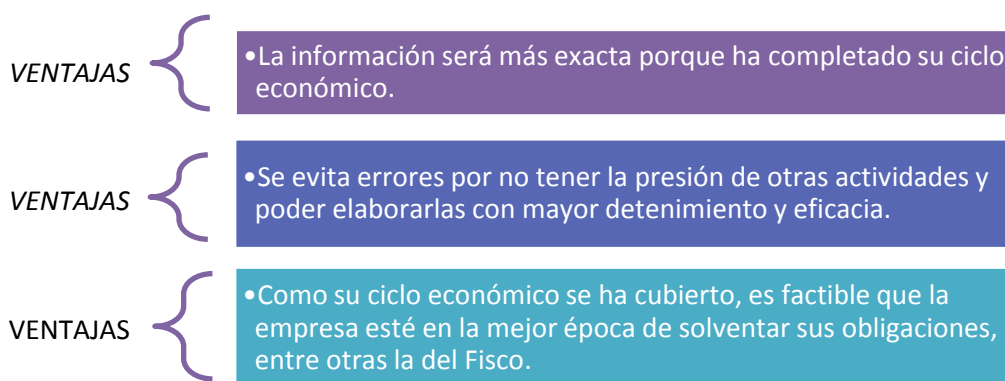 VENTAJAS
•La información será más exacta porque ha completado su ciclo
económico.
VENTAJAS
•Se evita errores por no tener la presión de otras actividades y
poder elaborarlas con mayor detenimiento y eficacia.
VENTAJAS
•Como su ciclo económico se ha cubierto, es factible que la
empresa esté en la mejor época de solventar sus obligaciones,
entre otras la del Fisco.